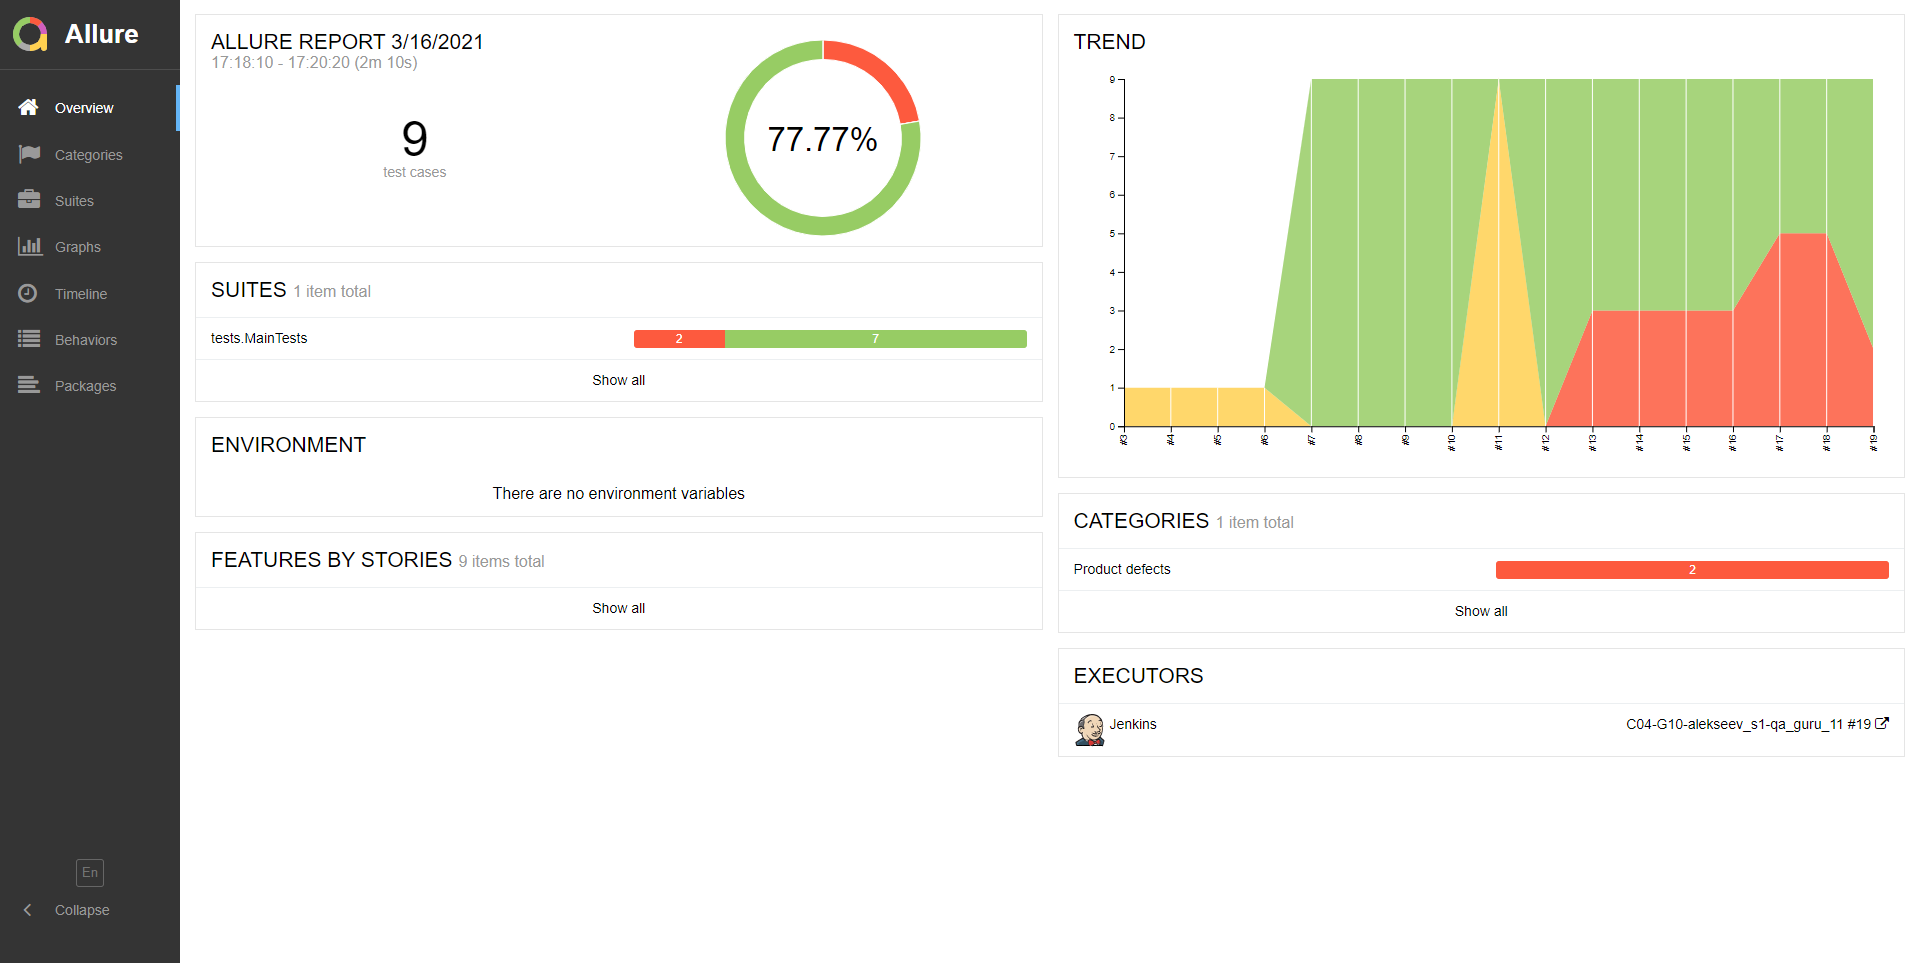 Allure
Overview
Categories
Suites
Graphs
Timeline
Behaviors
Packages
En
Collapse
ALLURE REPORT 3/16/2021
17:18:10 - 17:20:20 (2m 10s)
9
test cases
77.77%
SUITES 1 item total
tests.MainTests 2 7
Show all
ENVIRONMENT
There are no environment variables
FEATURES BY STORIES 9 items total
Show all
TREND
9
8
7
6
5
4
3
2
1
0
#3 #4 #5 #6 #7 #8 #9 #10 #11 #12 #13 #14 #15 #16 #17 #18 #19
CATEGORIES 1 item total
Product defects 2
Show all
EXECUTORS
Jenkins C04-G10-alekseev_s1-qa_guru_11 #19